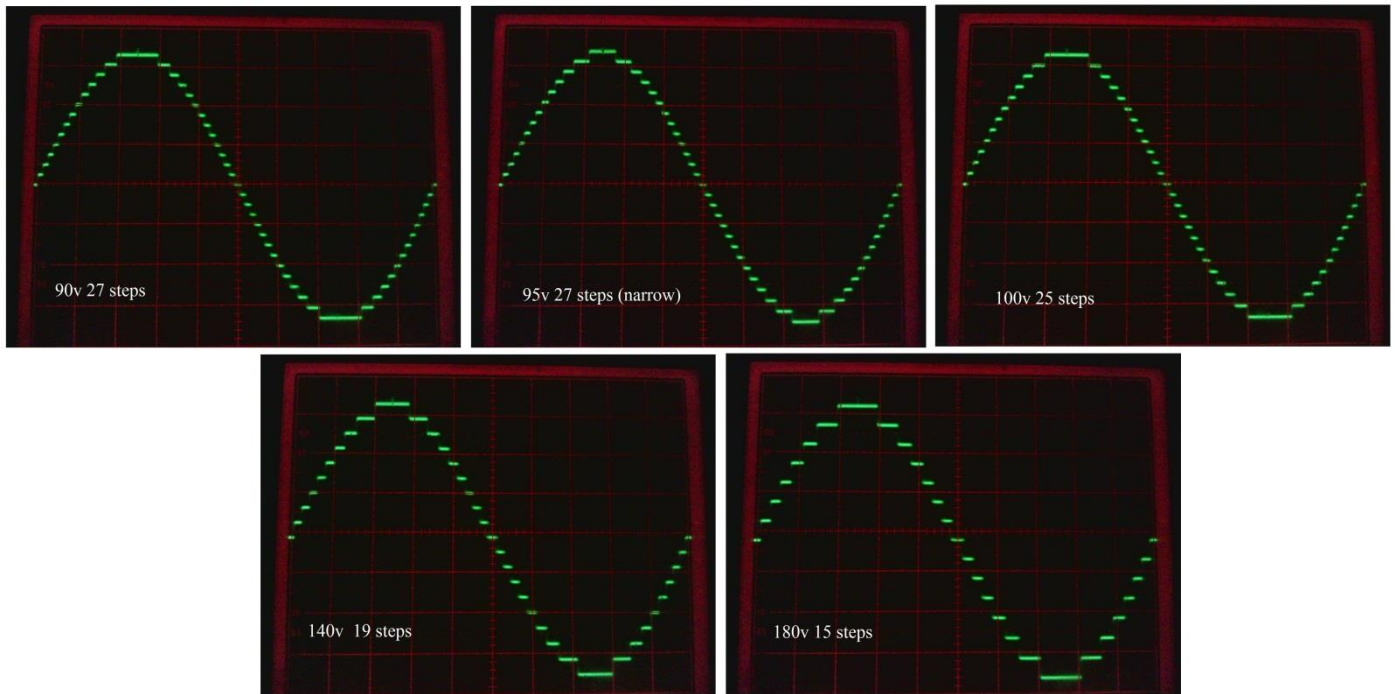 90v 27 steps
95v 27 steps (narrow)
100v 25 steps
140v 19 steps
180v 15 steps